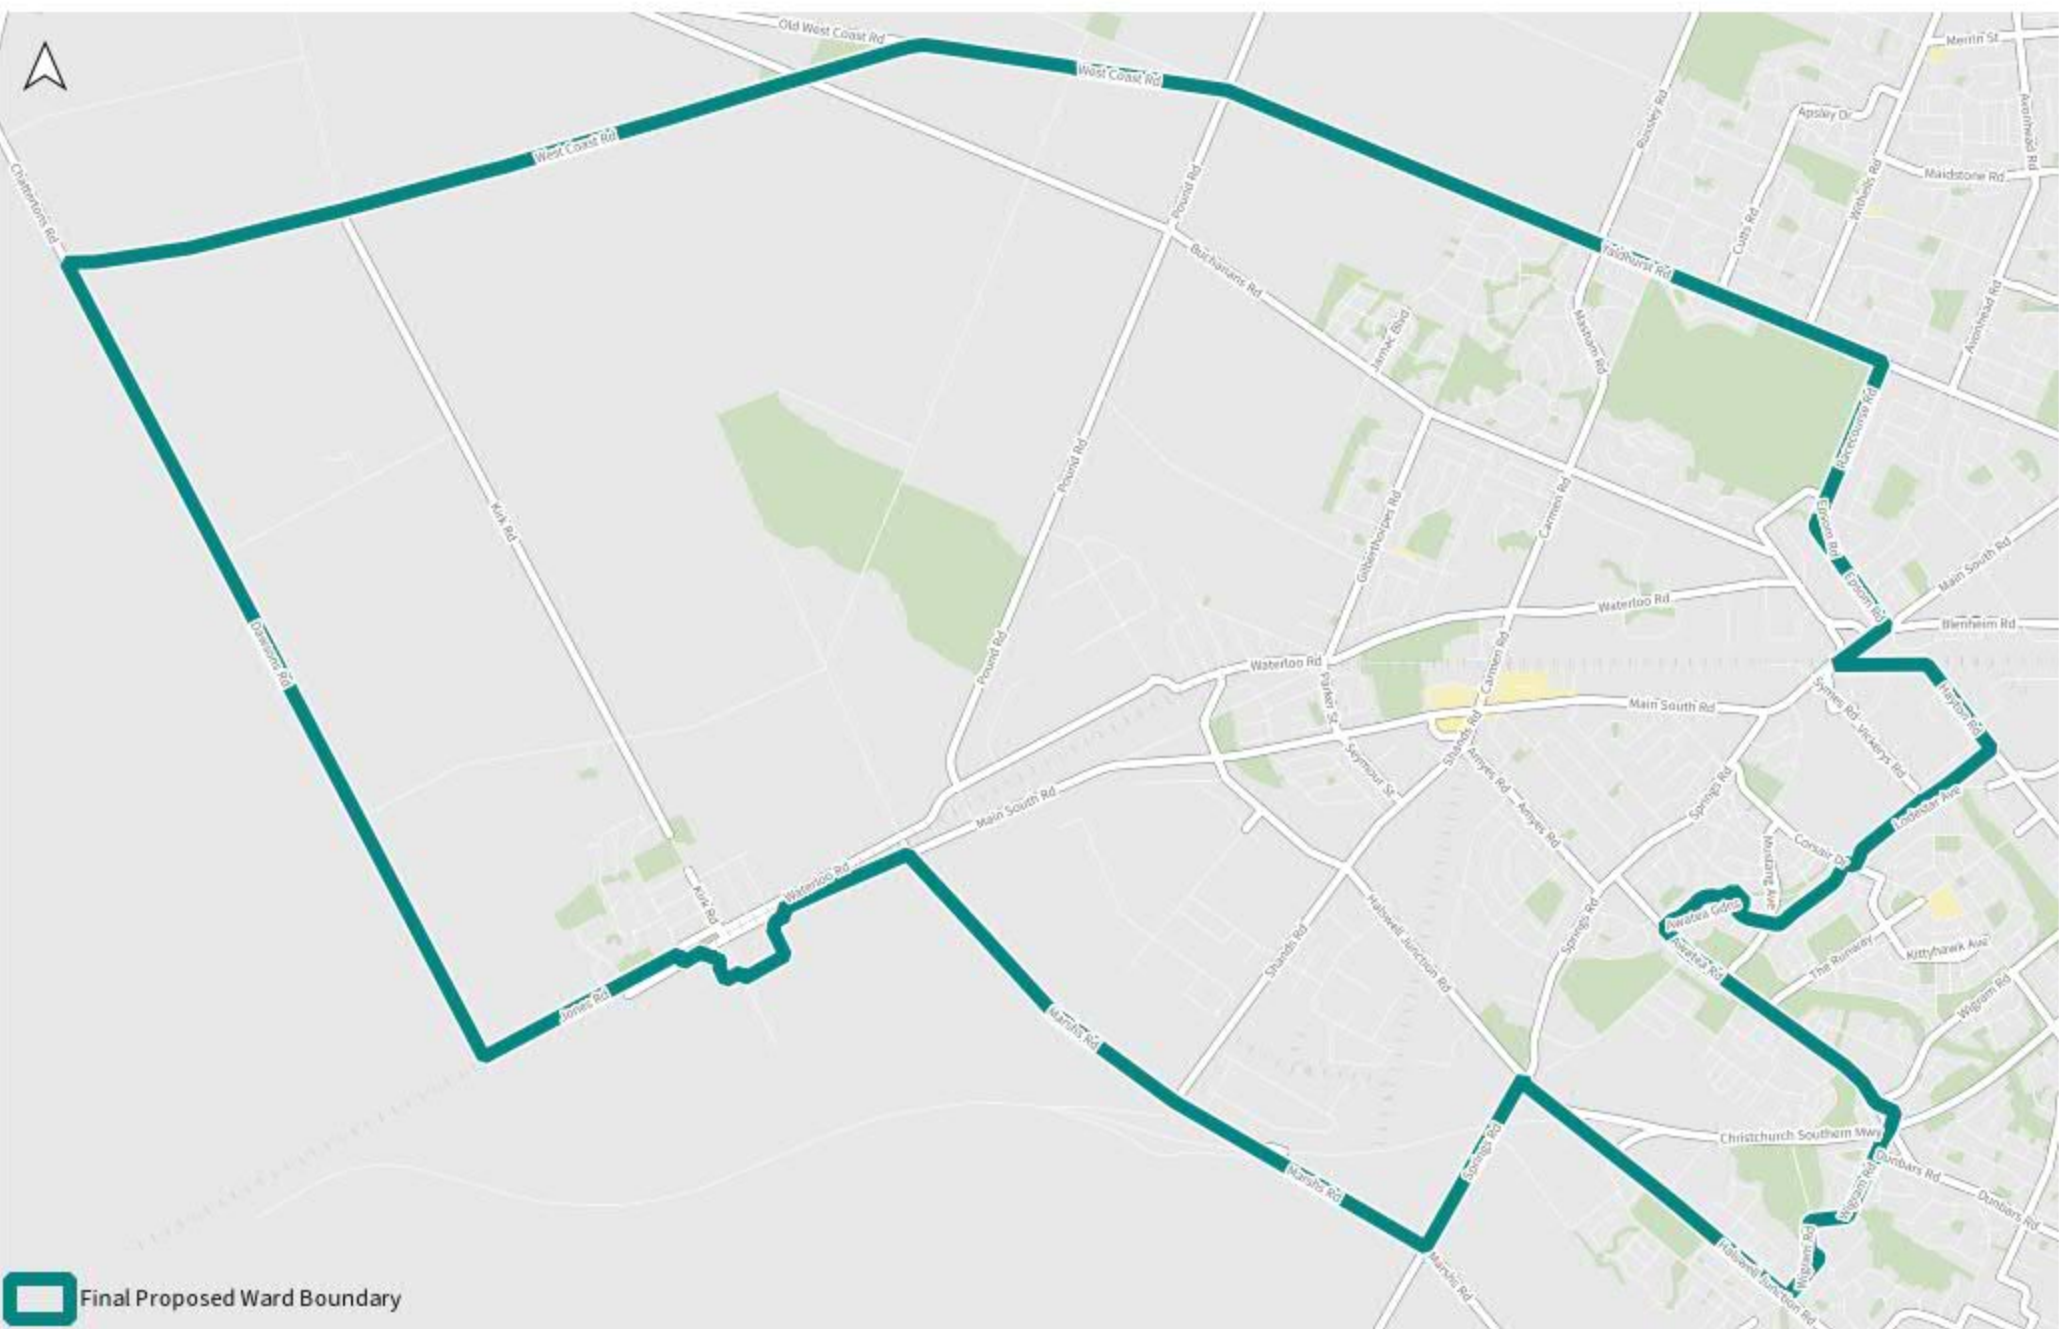 Old West Coast Rd
Merrin St
West Coast Rd
Russley Rd
Apsley Dr
Avonhead Rd
West Coast Rd
Chattertons Rd
Pound Rd
Withells Rd
Maidstone Rd
Cutts Rd
Buchanans Rd
Yaldhurst Rd
Avonhead Rd
Jarnac Blvd
Masham Rd
Racecourse Rd
Pound Rd
Kirk Rd
Gilberthorpes Rd
Carmen Rd
Epsom Rd
Main South Rd
Epsom Rd
Waterloo Rd
Blenheim Rd
Dawsons Rd
Pound Rd
Waterloo Rd
Carmen Rd
Parker St
Main South Rd
Symes Rd
Hayton Rd
Shands Rd
Seymour St
Amyes Rd
Vickerys Rd
Main South Rd
Springs Rd
Amyes Rd
Lodestar Ave
Corsair Dr
Mustang Ave
Waterloo Rd
Kirk Rd
Awatea Gdns
Halswell Junction Rd
Shands Rd
Springs Rd
Awatea Rd
The Runway
Kittyhawk Ave
Jones Rd
Wigram Rd
Marshs Rd
Christchurch Southern Mwy
Springs Rd
Dunbars Rd
Marshs Rd
Wigram Rd
Dunbars Rd
Wigram Rd
Halswell Junction Rd
Marshs Rd
Final Proposed Ward Boundary